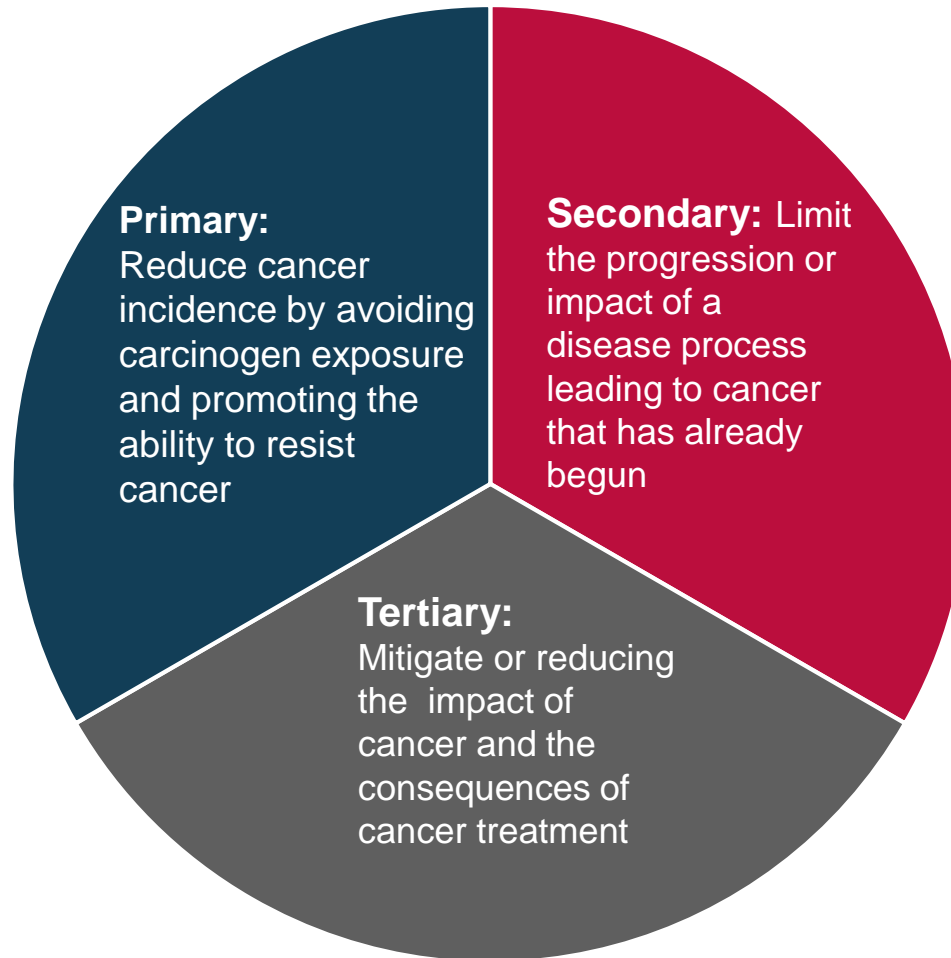 Primary:
Reduce cancer
incidence by avoiding
carcinogen exposure
and promoting the
ability to resist
cancer
Secondary: Limit
the progression or
impact of a
disease process
leading to cancer
that has already
begun
Tertiary:
Mitigate or reducing
the  impact of
cancer and the
consequences of
cancer treatment